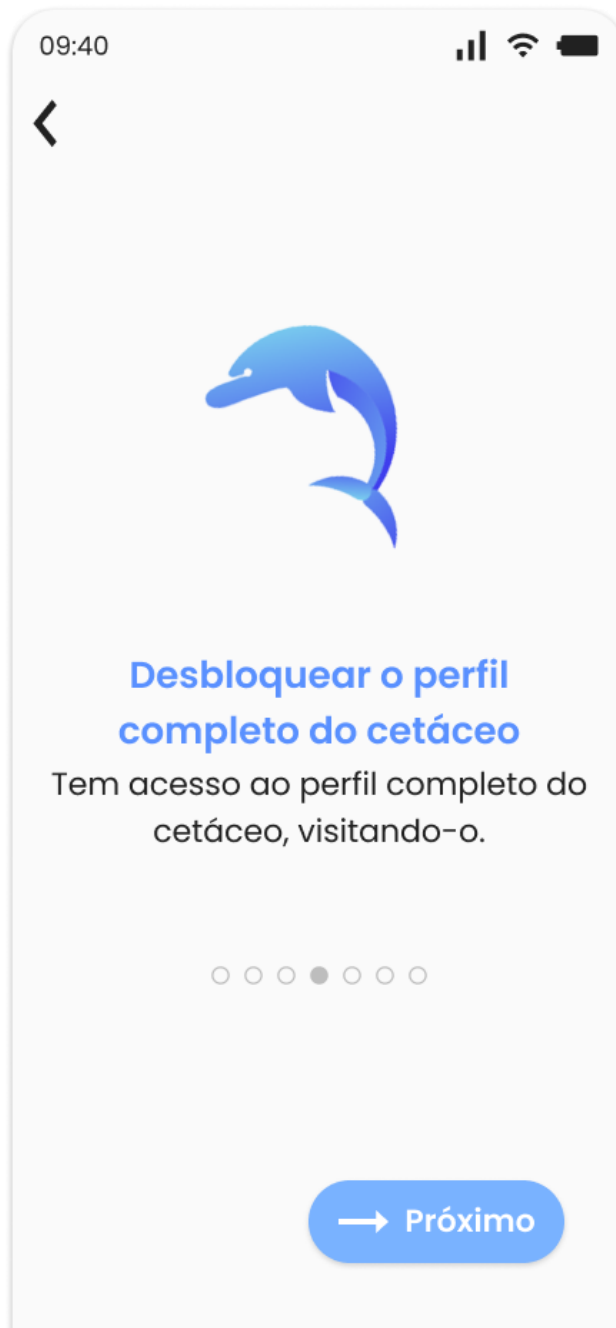 09:40
Desbloquear o perfil
completo do cetáceo
Tem acesso ao perfil completo do
cetáceo, visitando-o.
Próximo